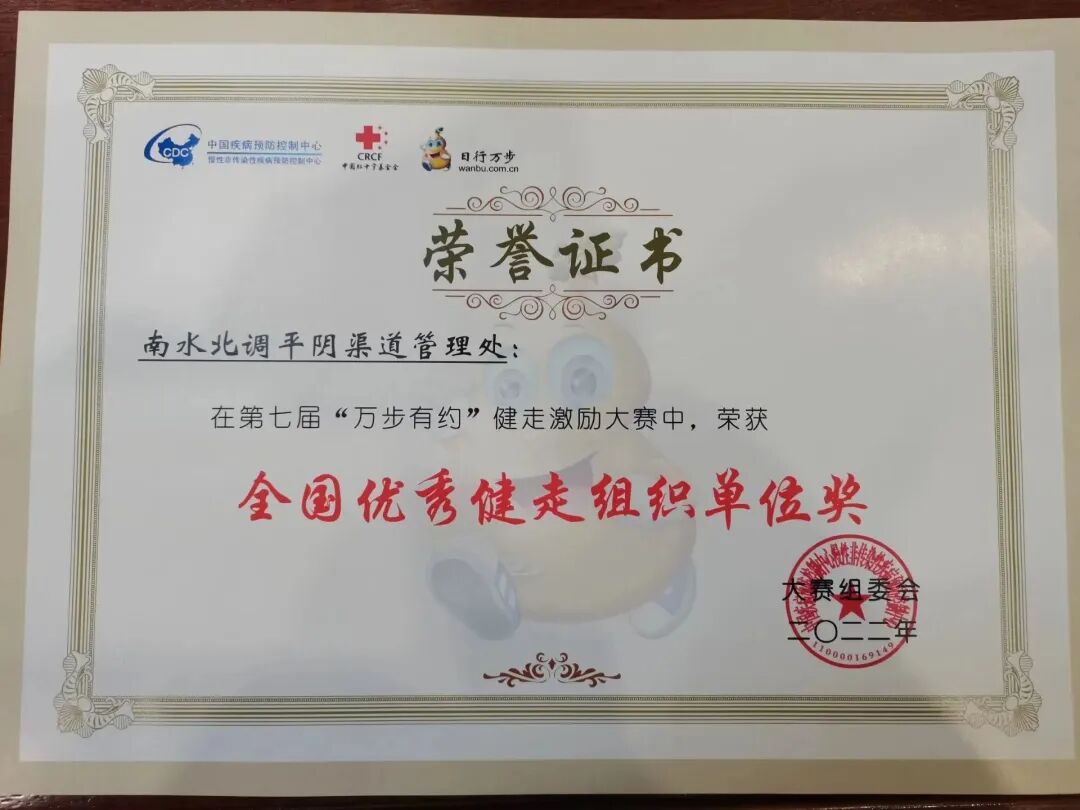 CDC
中国疾病预防控制中心
慢性非传染性疾病预防控制中心
CRCF
中国红十字基金会
日行万步
wanbu.com.cn
荣誉证书
南水北调平阴渠道管理处：
在第七届“万步有约”健走激励大赛中，荣获
全国优秀健走组织单位奖
大赛组委会
二〇二二年
110000169149